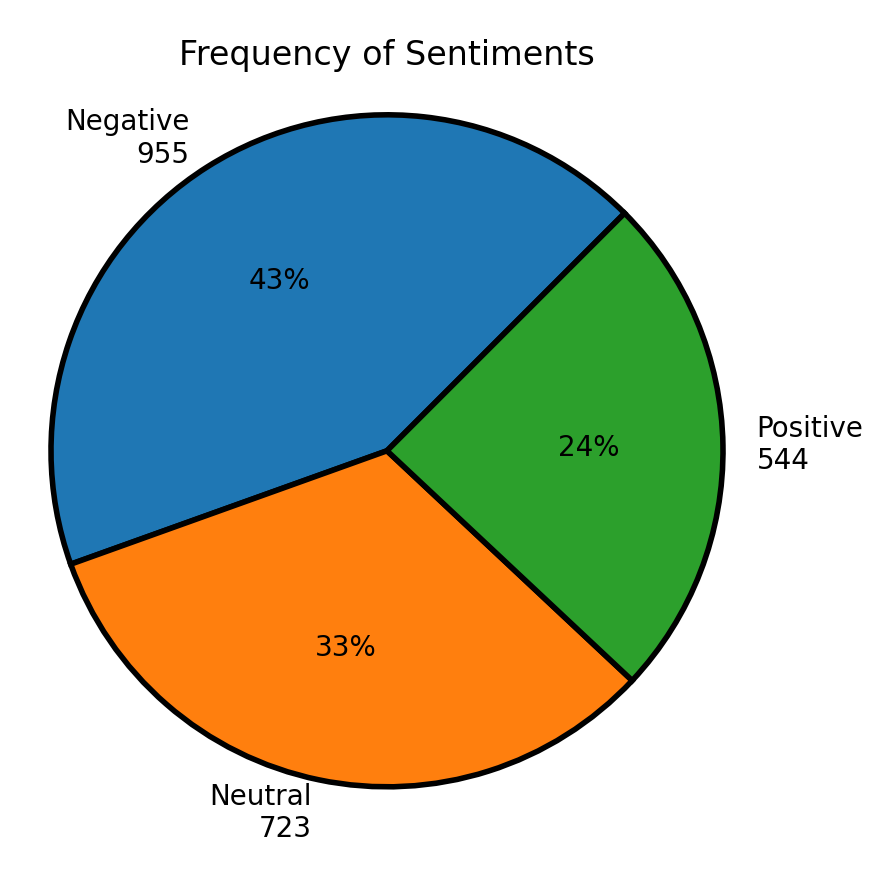 Frequency of Sentiments
Negative
955
43%
Positive
544
24%
33%
Neutral
723